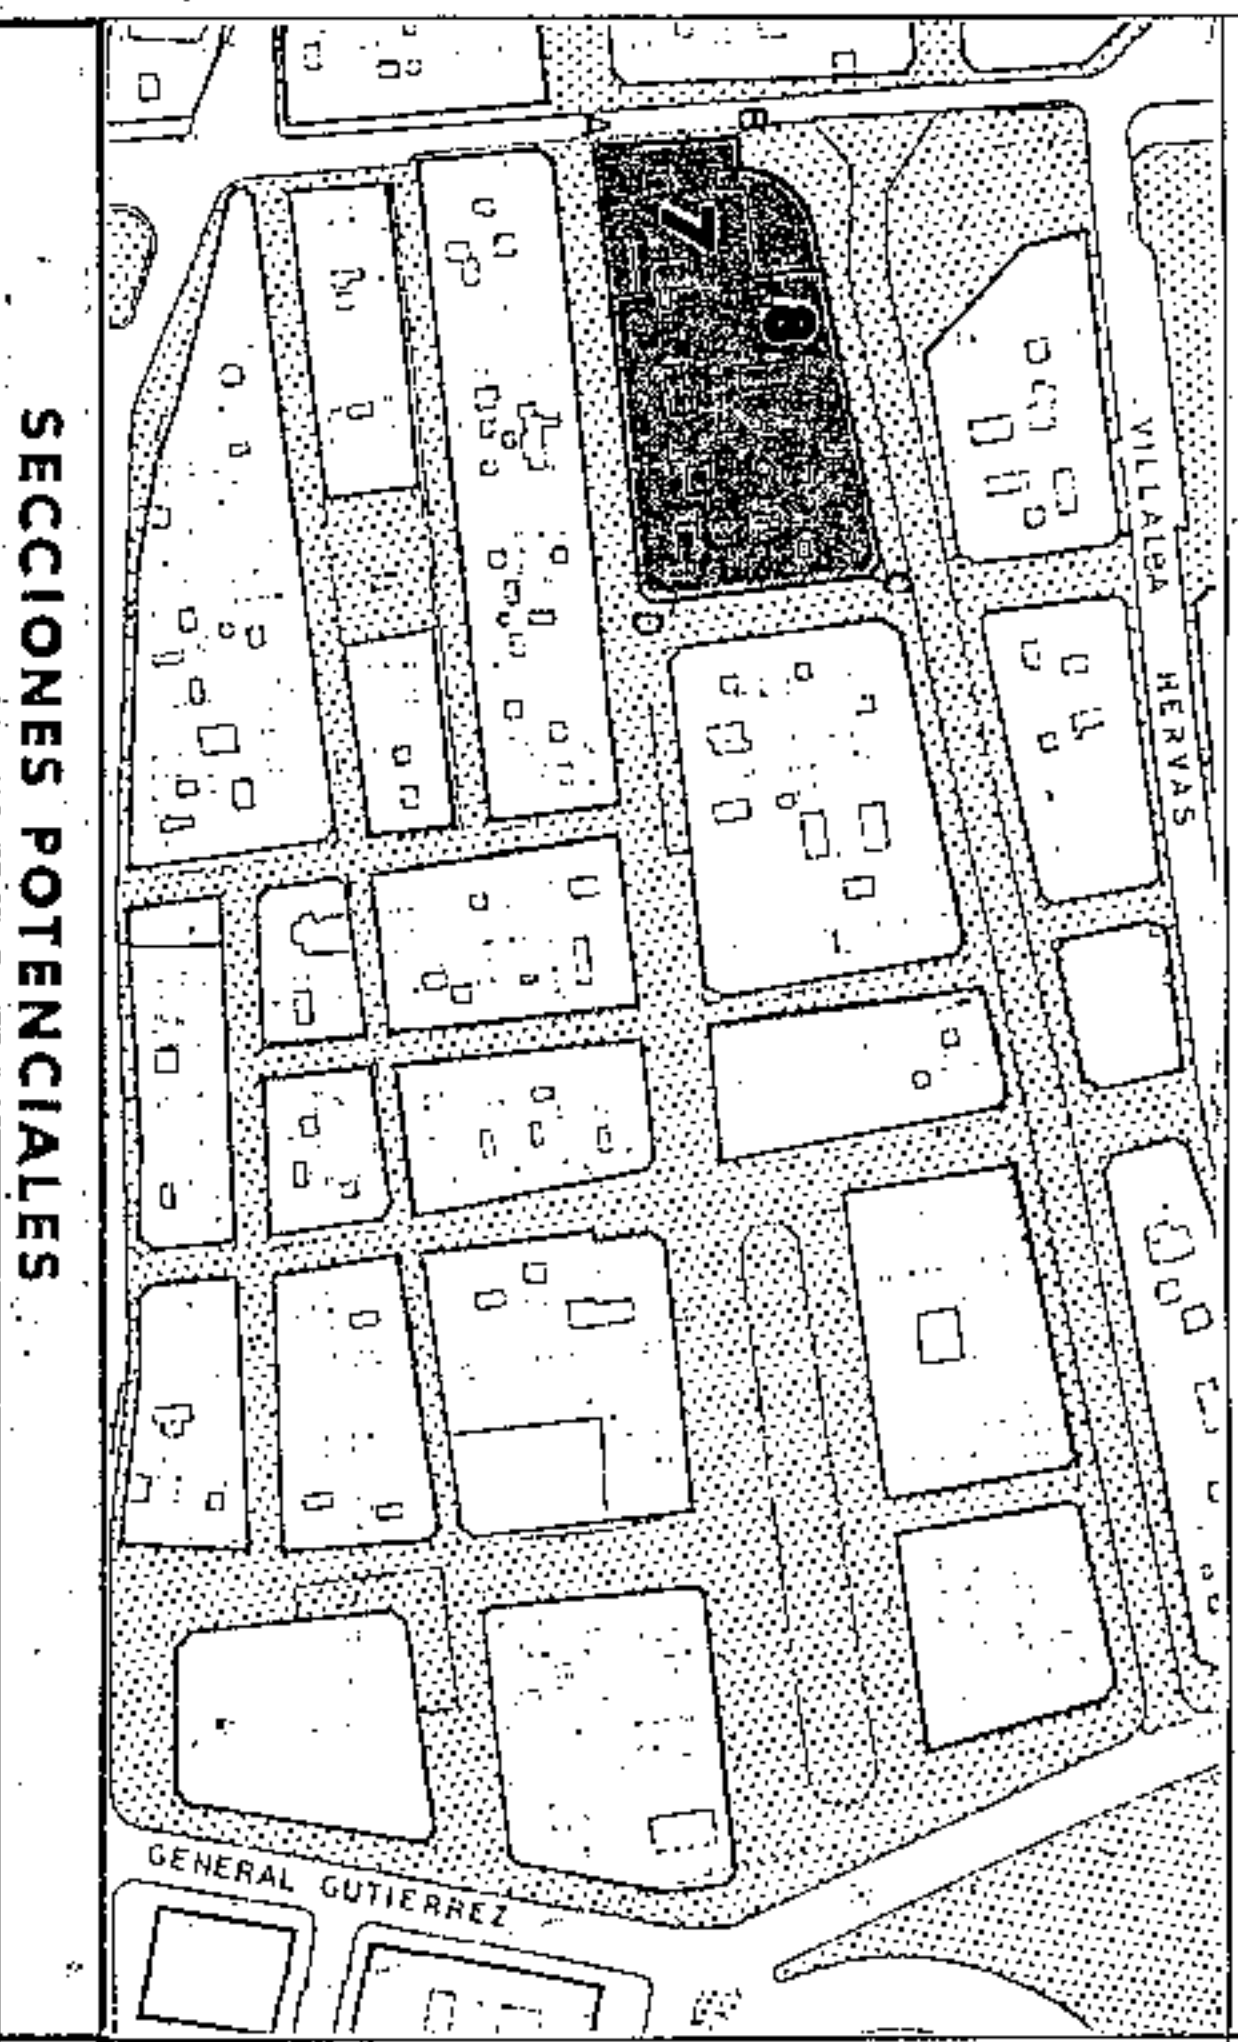 SECCIONES POTENCIALES
A
B
7
8
C
D
VILLALBA HERVAS
GENERAL GUTIERREZ